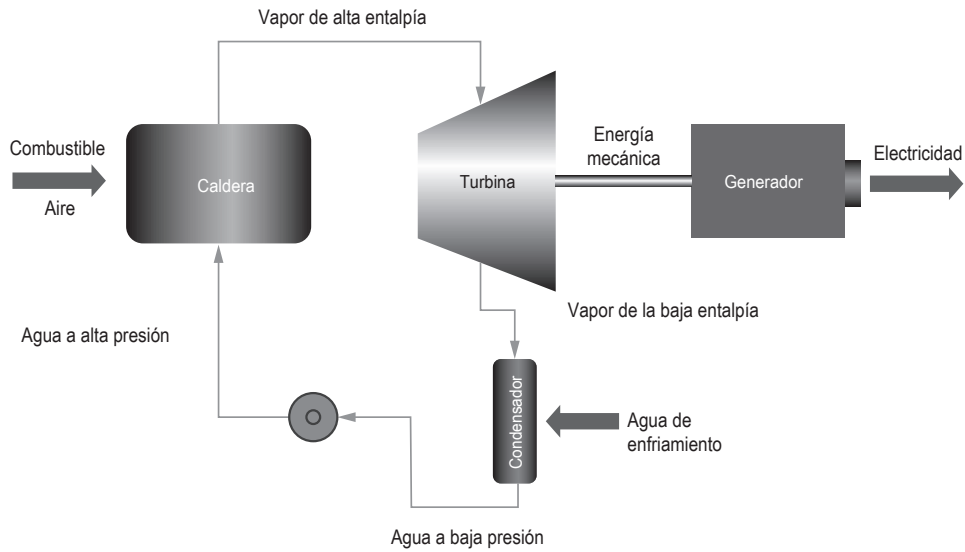 Vapor de alta entalpía
Combustible
Aire
Caldera
Turbina
Energía
mecánica
Generador
Electricidad
Vapor de la baja entalpía
Agua a alta presión
Condensador
Agua de
enfriamiento
Agua a baja presión